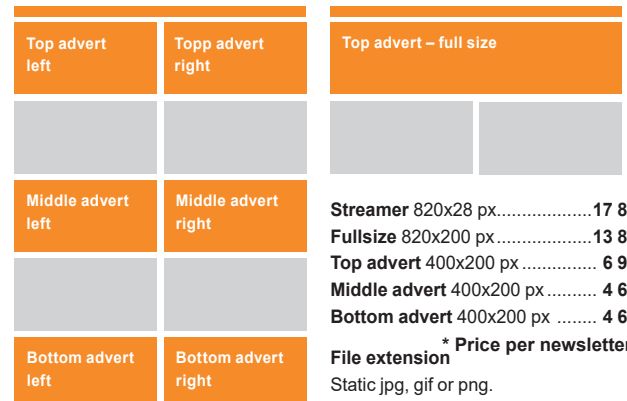 Top advert
left
Topp advert
right
Middle advert
left
Middle advert
right
Bottom advert
left
Bottom advert
right
Top advert – full size
Streamer 820x28 px...................17 8
Fullsize 820x200 px...................13 8
Top advert 400x200 px ............... 6 9
Middle advert 400x200 px .......... 4 6
Bottom advert 400x200 px ........ 4 6
* Price per newsletter
File extension
Static jpg, gif or png.